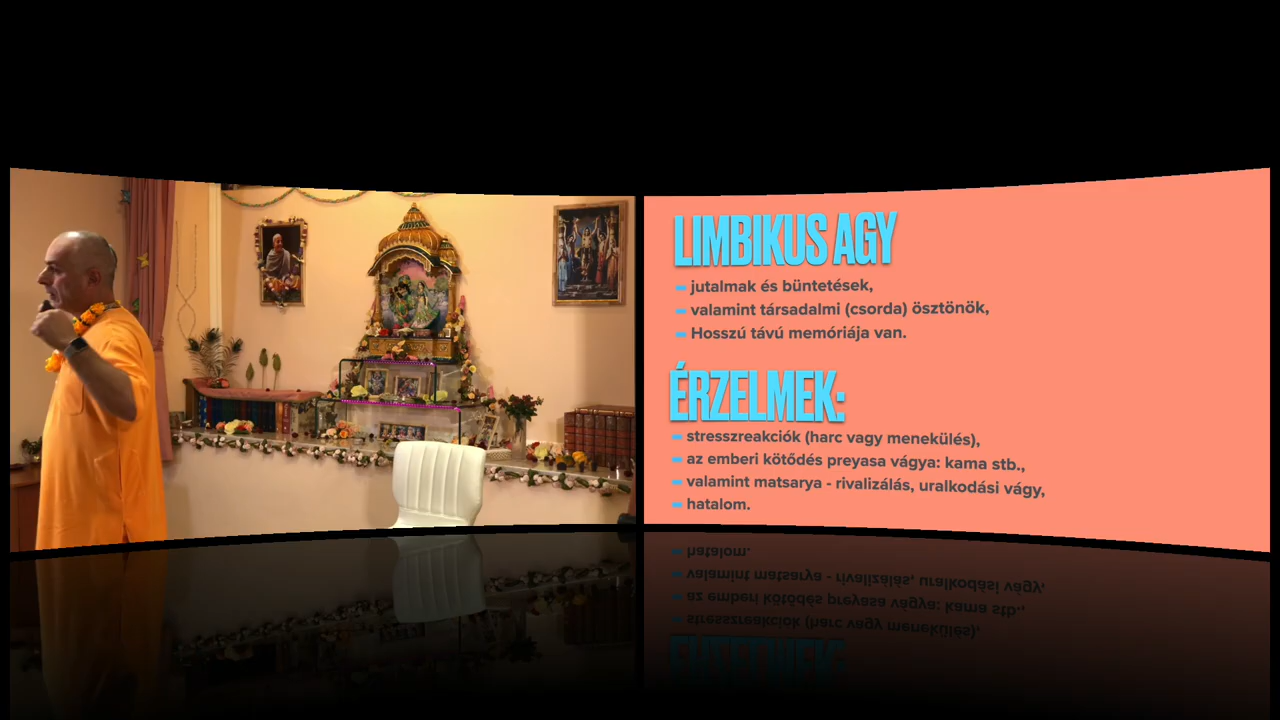 LIMBIKUS AGY
jutalmak és büntetések,
valamint társadalmi (csorda) ösztönök,
Hosszú távú memóriája van.
ÉRZELMEK:
stresszreakciók (harc vagy menekülés),
az emberi kötődés preyasa vágya: kama stb.,
valamint matsarya - rivalizálás, uralkodási vágy,
hatalom.